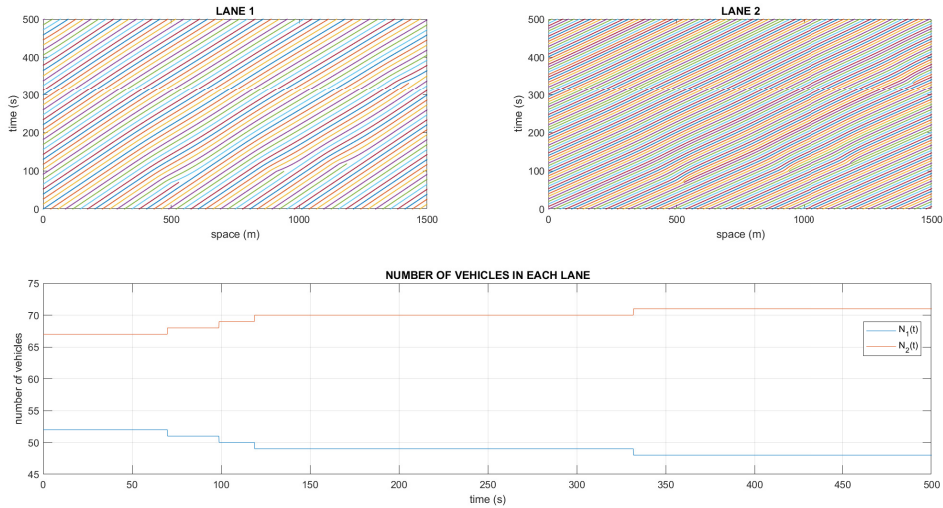 LANE 1
500
400
300
200
100
0
time (s)
0 500 1000 1500
space (m)
LANE 2
500
400
300
200
100
0
time (s)
0 500 1000 1500
space (m)
NUMBER OF VEHICLES IN EACH LANE
75
70
65
60
55
50
45
number of vehicles
N₁(t)
N₂(t)
0 50 100 150 200 250 300 350 400 450 500
time (s)